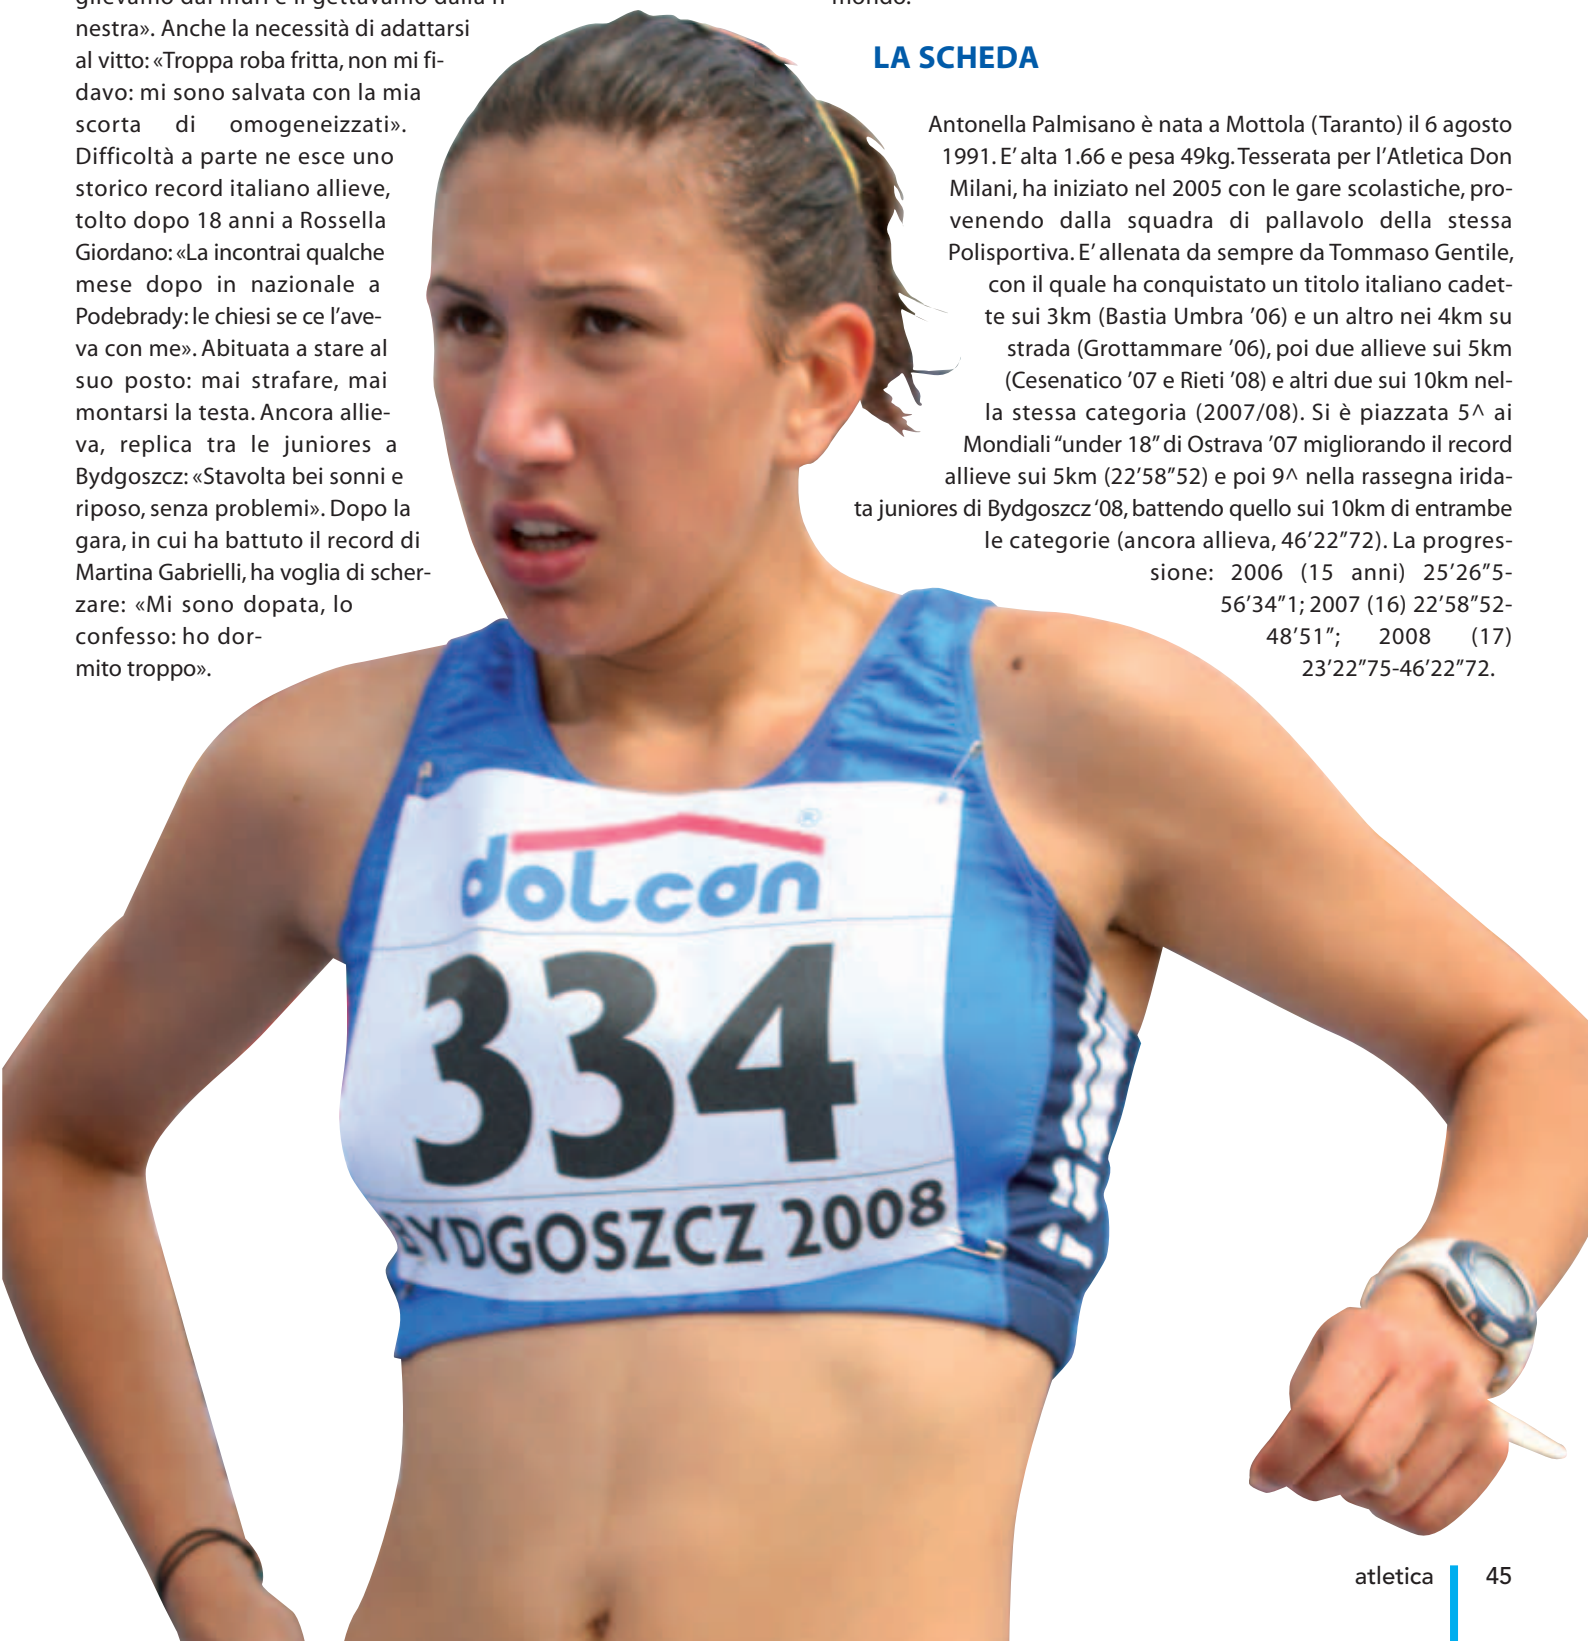 nestra». Anche la necessità di adattarsi
al vitto: «Troppa roba fritta, non mi fi-
davo: mi sono salvata con la mia
scorta di omogeneizzati».
Difficoltà a parte ne esce uno
storico record italiano allieve,
tolto dopo 18 anni a Rossella
Giordano: «La incontrai qualche
mese dopo in nazionale a
Podebrady: le chiesi se ce l'ave-
va con me». Abituata a stare al
suo posto: mai strafare, mai
montarsi la testa. Ancora allie-
va, replica tra le juniores a
Bydgoszcz: «Stavolta bei sonni e
riposo, senza problemi». Dopo la
gara, in cui ha battuto il record di
Martina Gabrielli, ha voglia di scher-
zare: «Mi sono dopata, lo
confesso: ho dor-
mito troppo».
LA SCHEDA
Antonella Palmisano è nata a Mottola (Taranto) il 6 agosto
1991. E' alta 1.66 e pesa 49kg. Tesserata per l'Atletica Don
Milani, ha iniziato nel 2005 con le gare scolastiche, pro-
venendo dalla squadra di pallavolo della stessa
Polisportiva. E' allenata da sempre da Tommaso Gentile,
con il quale ha conquistato un titolo italiano cadet-
te sui 3km (Bastia Umbra '06) e un altro nei 4km su
strada (Grottammare '06), poi due allieve sui 5km
(Cesenatico '07 e Rieti '08) e altri due sui 10km nel-
la stessa categoria (2007/08). Si è piazzata 5^ ai
Mondiali "under 18" di Ostrava '07 migliorando il record
allieve sui 5km (22'58"52) e poi 9^ nella rassegna irida-
ta juniores di Bydgoszcz '08, battendo quello sui 10km di entrambe
le categorie (ancora allieva, 46'22"72). La progres-
sione: 2006 (15 anni) 25'26"5-
56'34"1; 2007 (16) 22'58"52-
48'51"; 2008 (17)
23'22"75-46'22"72.
dolcan ®
334
BYDGOSZCZ 2008
atletica 45